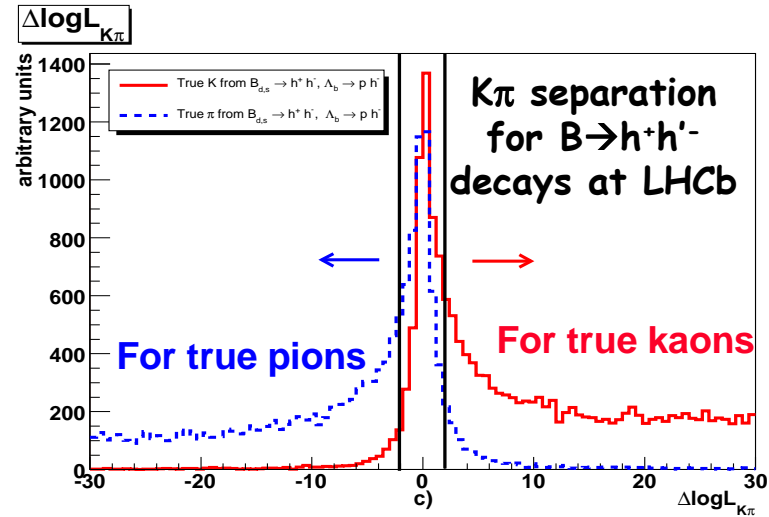 ΔlogL_Kπ
arbitrary units
1400
1200
1000
800
600
400
200
0
True K from B_d,s → h⁺ h⁻, Λ_b → p h⁻
True π from B_d,s → h⁺ h⁻, Λ_b → p h⁻
Kπ separation
for B→h⁺h'⁻
decays at LHCb
For true pions
For true kaons
-30
-20
-10
0
10
20
30
c)
ΔlogL_Kπ